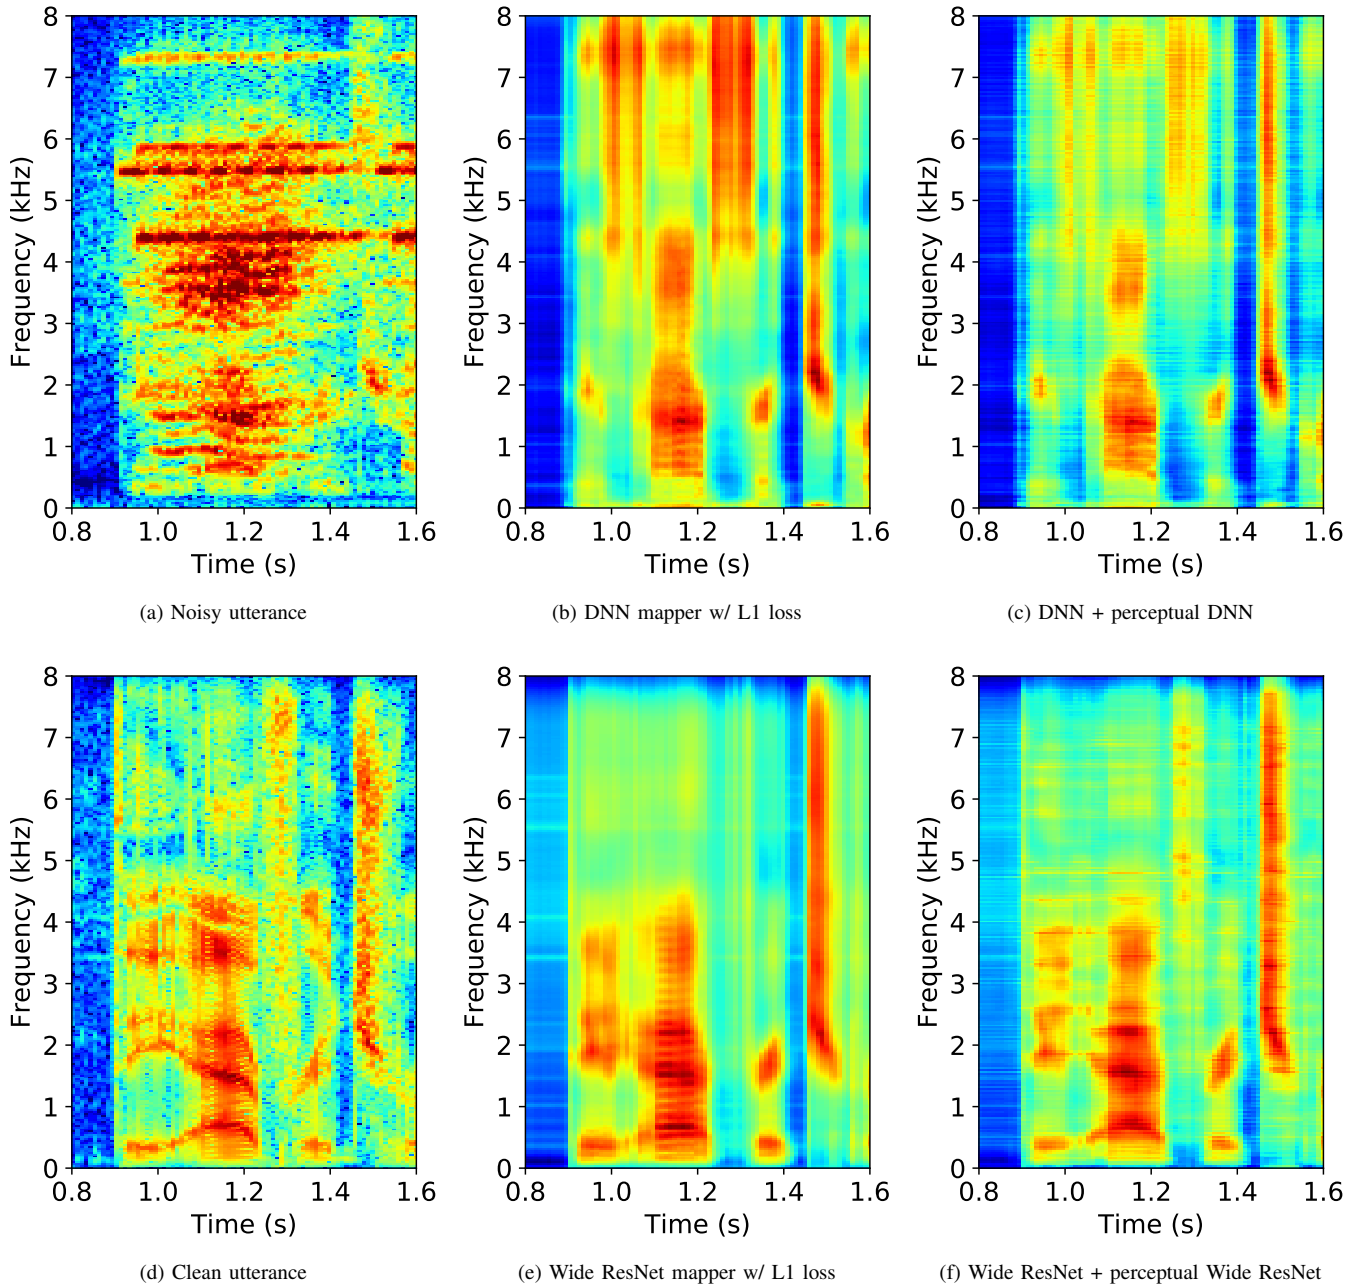 8
7
6
5
4
3
2
1
0
Frequency (kHz)
0.8 1.0 1.2 1.4 1.6
Time (s)
(a) Noisy utterance
8
7
6
5
4
3
2
1
0
Frequency (kHz)
0.8 1.0 1.2 1.4 1.6
Time (s)
(b) DNN mapper w/ L1 loss
8
7
6
5
4
3
2
1
0
Frequency (kHz)
0.8 1.0 1.2 1.4 1.6
Time (s)
(c) DNN + perceptual DNN
8
7
6
5
4
3
2
1
0
Frequency (kHz)
0.8 1.0 1.2 1.4 1.6
Time (s)
(d) Clean utterance
8
7
6
5
4
3
2
1
0
Frequency (kHz)
0.8 1.0 1.2 1.4 1.6
Time (s)
(e) Wide ResNet mapper w/ L1 loss
8
7
6
5
4
3
2
1
0
Frequency (kHz)
0.8 1.0 1.2 1.4 1.6
Time (s)
(f) Wide ResNet + perceptual Wide ResNet